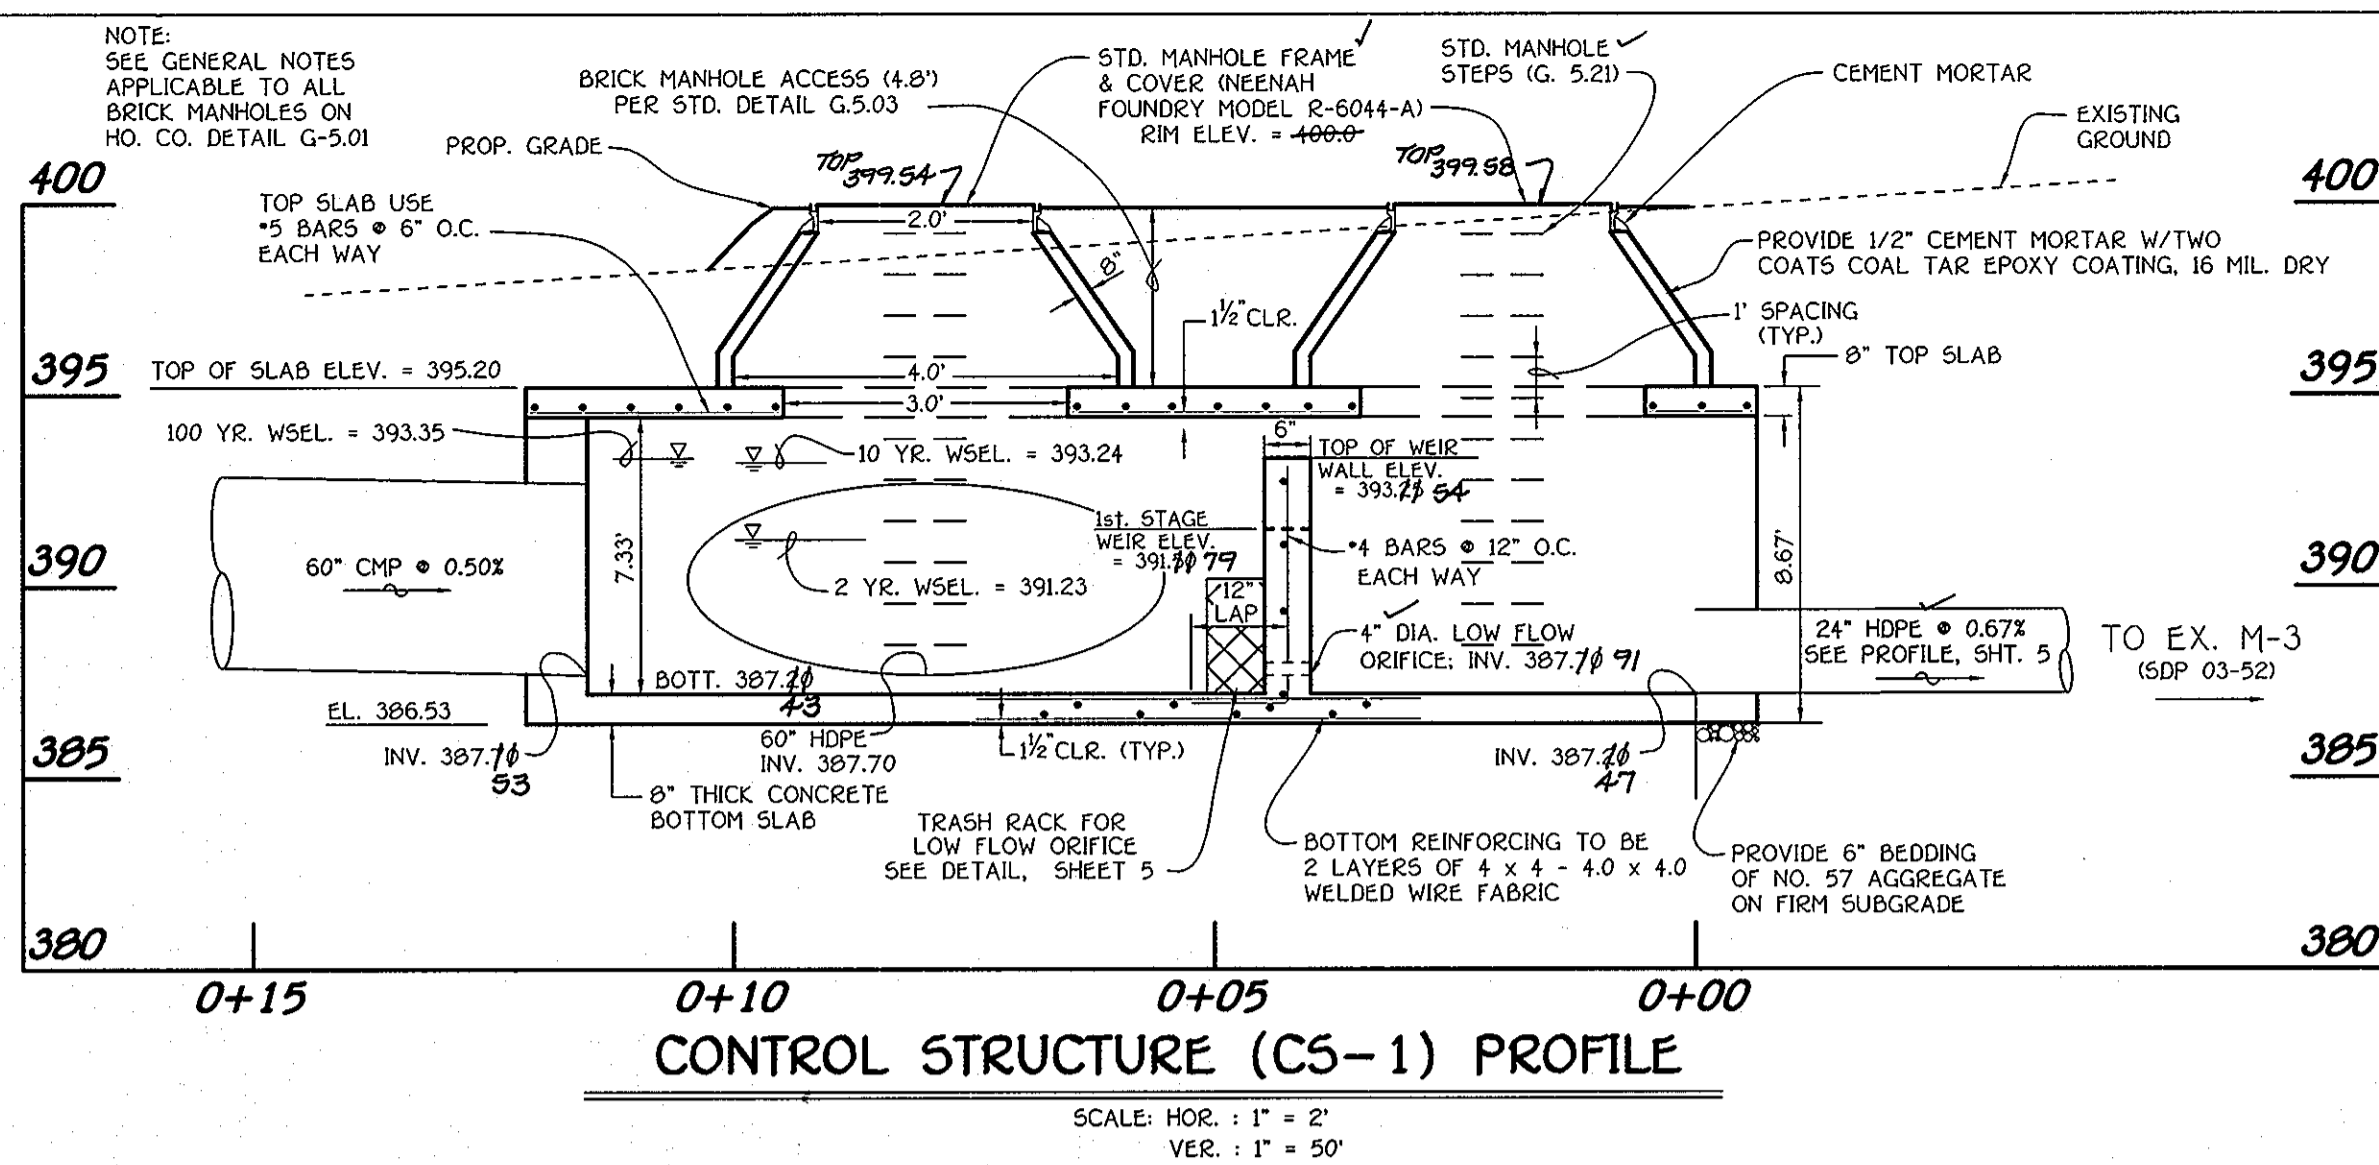 NOTE:
SEE GENERAL NOTES
APPLICABLE TO ALL
BRICK MANHOLES ON
HO. CO. DETAIL G-5.01
BRICK MANHOLE ACCESS (4.8')
PER STD. DETAIL G.5.03
STD. MANHOLE FRAME
& COVER (NEENAH
FOUNDRY MODEL R-6044-A)
RIM ELEV. = 400.0
STD. MANHOLE
STEPS (G. 5.21)
CEMENT MORTAR
EXISTING
GROUND
PROP. GRADE
TOP
399.54
TOP
399.58
400
400
TOP SLAB USE
#5 BARS @ 6" O.C.
EACH WAY
2.0'
8"
PROVIDE 1/2" CEMENT MORTAR W/TWO
COATS COAL TAR EPOXY COATING, 16 MIL. DRY
1 1/2" CLR.
1' SPACING
(TYP.)
8" TOP SLAB
395
TOP OF SLAB ELEV. = 395.20
4.0'
3.0'
395
100 YR. WSEL. = 393.35
10 YR. WSEL. = 393.24
6"
TOP OF WEIR
WALL ELEV.
= 393.25 54
1st. STAGE
WEIR ELEV.
= 391. 79
60" CMP @ 0.50%
7.33'
2 YR. WSEL. = 391.23
#4 BARS @ 12" O.C.
EACH WAY
8.67'
390
390
12"
LAP
4" DIA. LOW FLOW
ORIFICE; INV. 387.70 91
24" HDPE @ 0.67%
SEE PROFILE, SHT. 5
TO EX. M-3
(SDP 03-52)
BOTT. 387.20
43
EL. 386.53
INV. 387.70
53
60" HDPE
INV. 387.70
1 1/2" CLR. (TYP.)
INV. 387.20
47
385
385
8" THICK CONCRETE
BOTTOM SLAB
TRASH RACK FOR
LOW FLOW ORIFICE
SEE DETAIL, SHEET 5
BOTTOM REINFORCING TO BE
2 LAYERS OF 4 x 4 - 4.0 x 4.0
WELDED WIRE FABRIC
PROVIDE 6" BEDDING
OF NO. 57 AGGREGATE
ON FIRM SUBGRADE
380
380
0+15
0+10
0+05
0+00
CONTROL STRUCTURE (CS-1) PROFILE
SCALE: HOR. : 1" = 2'
VER. : 1" = 50'